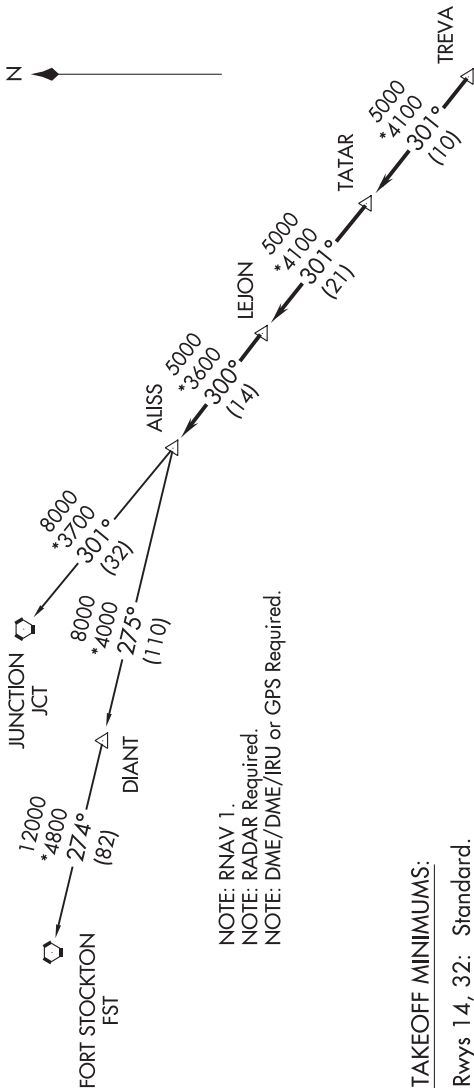 N
TREVA
5000
*4100
301°
(10)
TATAR
5000
*4100
301°
(21)
LEJON
5000
*3600
300°
(14)
ALISS
8000
*3700
301°
(32)
JUNCTION
JCT
8000
*4000
275°
(110)
DIANT
12000
*4800
274°
(82)
FORT STOCKTON
FST
NOTE: RNAV 1.
NOTE: RADAR Required.
NOTE: DME/DME/IRU or GPS Required.
TAKEOFF MINIMUMS:
Rwys 14, 32: Standard.